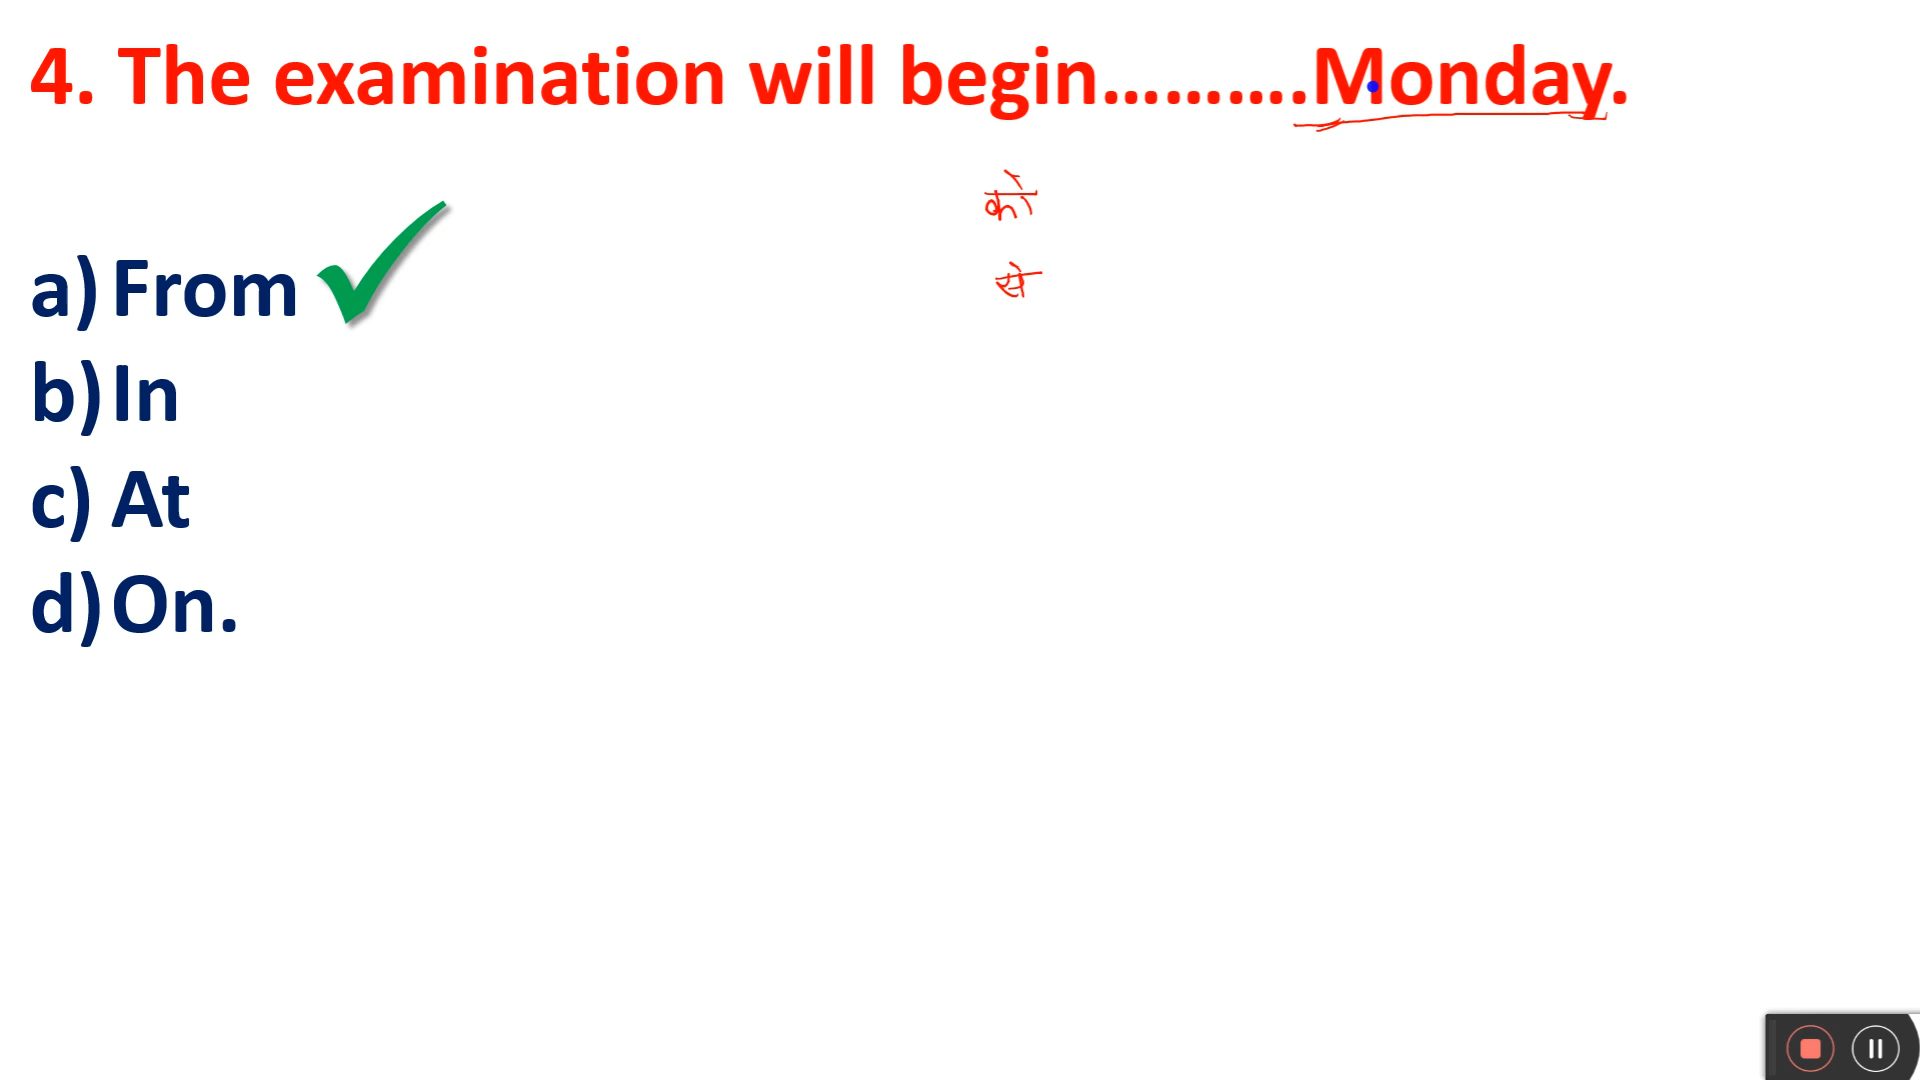 4. The examination will begin……….Monday.
a) From
b) In
c) At
d) On.